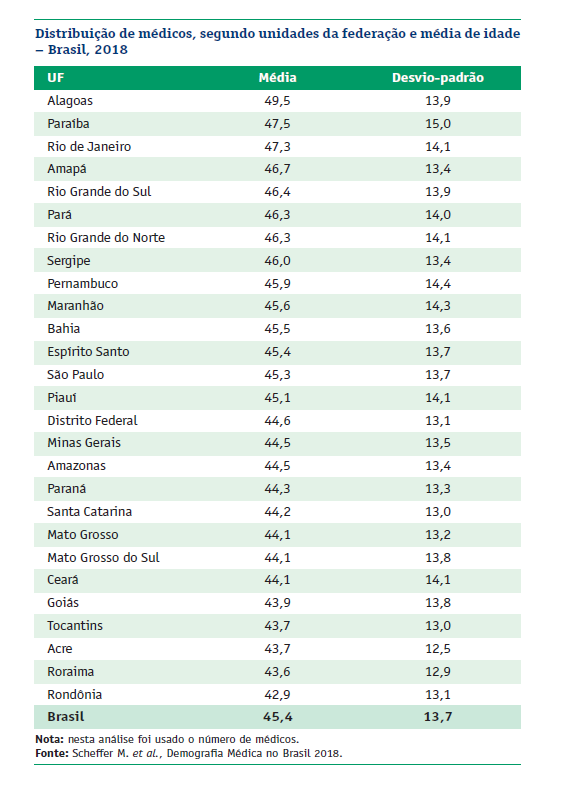 Distribuição de médicos, segundo unidades da federação e média de idade
– Brasil, 2018
UF Média Desvio-padrão
Alagoas 49,5 13,9
Paraíba 47,5 15,0
Rio de Janeiro 47,3 14,1
Amapá 46,7 13,4
Rio Grande do Sul 46,4 13,9
Pará 46,3 14,0
Rio Grande do Norte 46,3 14,1
Sergipe 46,0 13,4
Pernambuco 45,9 14,4
Maranhão 45,6 14,3
Bahia 45,5 13,6
Espírito Santo 45,4 13,7
São Paulo 45,3 13,7
Piauí 45,1 14,1
Distrito Federal 44,6 13,1
Minas Gerais 44,5 13,5
Amazonas 44,5 13,4
Paraná 44,3 13,3
Santa Catarina 44,2 13,0
Mato Grosso 44,1 13,2
Mato Grosso do Sul 44,1 13,8
Ceará 44,1 14,1
Goiás 43,9 13,8
Tocantins 43,7 13,0
Acre 43,7 12,5
Roraima 43,6 12,9
Rondônia 42,9 13,1
Brasil 45,4 13,7
Nota: nesta análise foi usado o número de médicos.
Fonte: Scheffer M. et al., Demografia Médica no Brasil 2018.